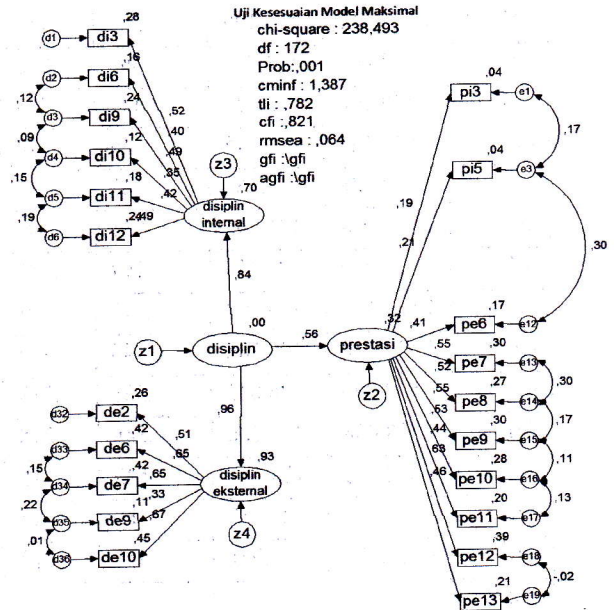 Uji Kesesuaian Model Maksimal
chi-square : 238,493
df : 172
Prob:,001
cminf : 1,387
tli : ,782
cfi : ,821
rmsea : ,064
gfi :\gfi
agfi :\gfi
,28
d1
di3
,16
d2
di6
,12
,24
d3
di9
,09
,12
d4
di10
,15
,18
d5
di11
,19
,24
d6
di12
,52
,40
,49
,35
,42
,49
z3
,70
disiplin
internal
,84
,00
z1
disiplin
,56
,32
prestasi
z2
,96
,93
disiplin
eksternal
z4
,26
d32
de2
,42
d33
de6
,15
,42
d34
de7
,22
,11
d35
de9
,01
,45
d36
de10
,51
,65
,65
,33
,67
,04
pi3
e1
,17
,04
pi5
e3
,30
,19
,21
,41
,55
,52
,55
,53
,44
,63
,46
,17
pe6
e12
,30
pe7
e13
,30
,27
pe8
e14
,17
,30
pe9
e15
,11
,28
pe10
e16
,13
,20
pe11
e17
,39
pe12
e18
-,02
,21
pe13
e19